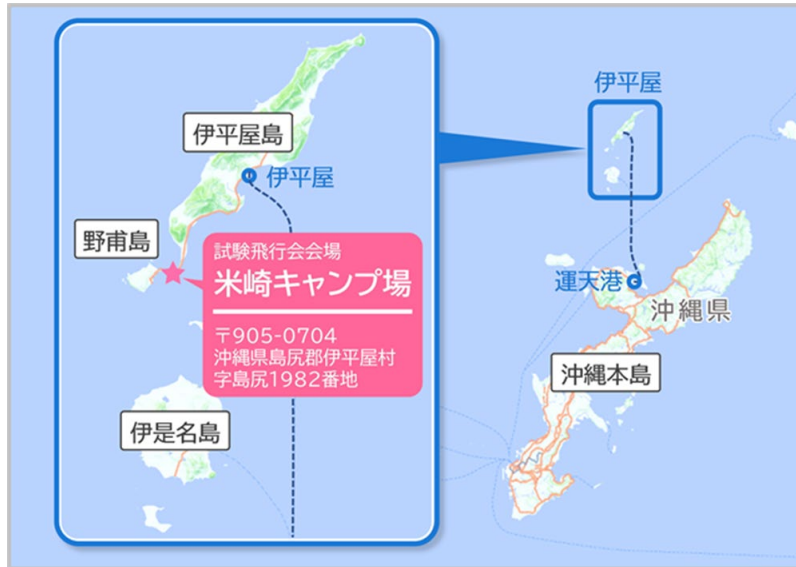 伊平屋島
伊平屋
野甫島
試験飛行会会場
米崎キャンプ場
〒905-0704
沖縄県島尻郡伊平屋村
字島尻1982番地
伊是名島
伊平屋
運天港
沖縄県
沖縄本島